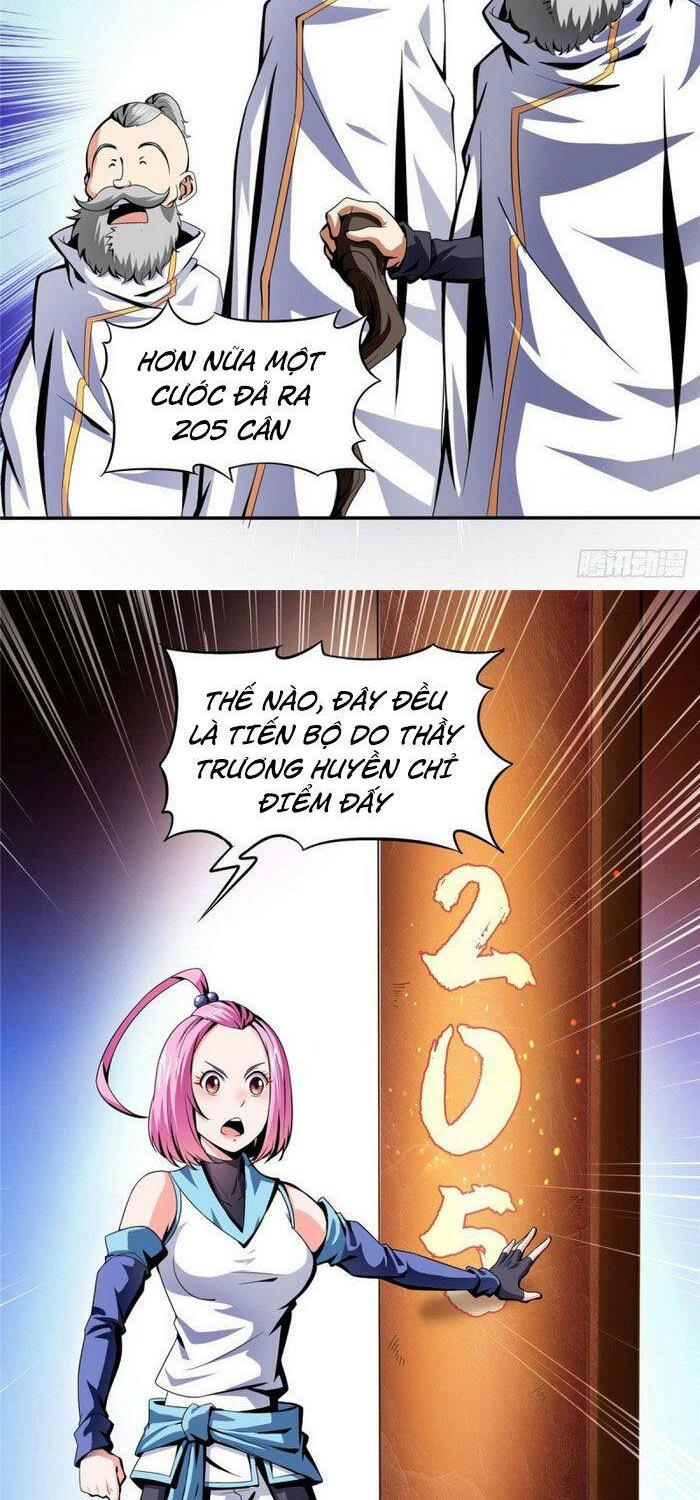 HƠN NỮA MỘT
CƯỚC ĐÃ RA
205 CÂN
腾讯动漫
THẾ NÀO, ĐÂY ĐỀU
LÀ TIẾN BỘ DO THẦY
TRƯƠNG HUYỀN CHỈ
ĐIỂM ĐẤY
205